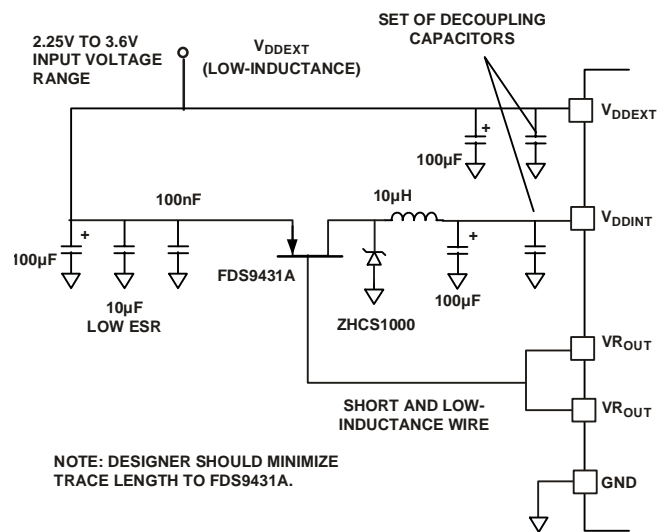 2.25V TO 3.6V
INPUT VOLTAGE
RANGE
VDDEXT
(LOW-INDUCTANCE)
SET OF DECOUPLING
CAPACITORS
VDDEXT
+
100µF
100nF
10µH
VDDINT
+
100µF
10µF
LOW ESR
FDS9431A
ZHCS1000
+
100µF
VROUT
SHORT AND LOW-
INDUCTANCE WIRE
VROUT
NOTE: DESIGNER SHOULD MINIMIZE
TRACE LENGTH TO FDS9431A.
GND